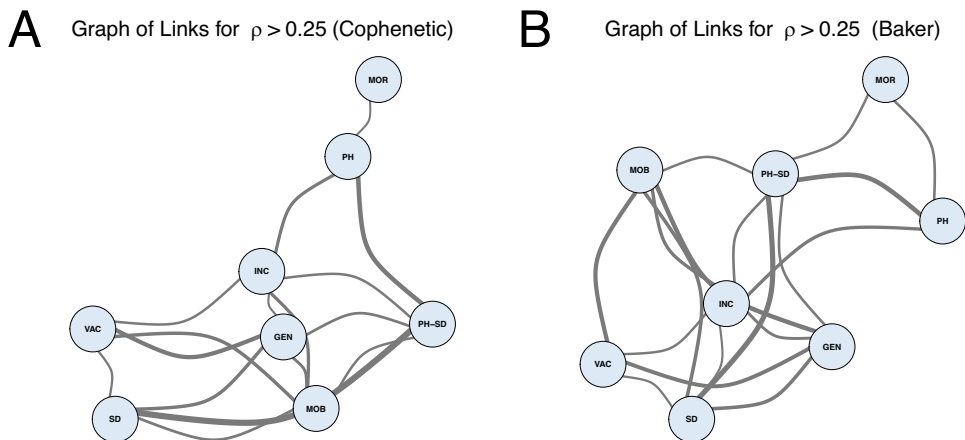 A
Graph of Links for ρ > 0.25 (Cophenetic)
MOR
PH
INC
VAC
GEN
PH−SD
SD
MOB
B
Graph of Links for ρ > 0.25 (Baker)
MOR
MOB
PH−SD
PH
INC
GEN
VAC
SD